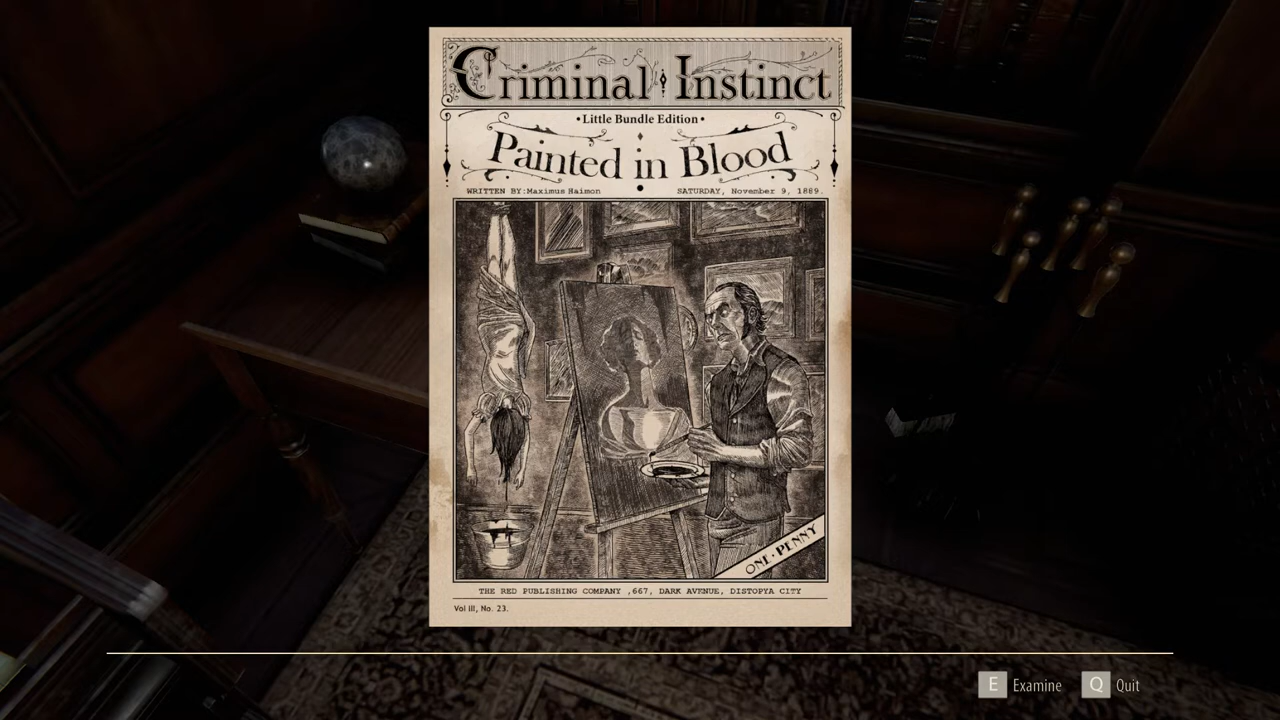 Criminal Instinct
•Little Bundle Edition•
Painted in Blood
WRITTEN BY:Maximus Haimon
SATURDAY, November 9, 1889.
ONE·PENNY
THE RED PUBLISHING COMPANY ,667, DARK AVENUE, DISTOPYA CITY
Vol III, No. 23.
E Examine Q Quit